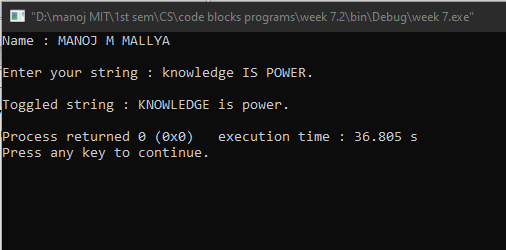 "D:\manoj MIT\1st sem\CS\code blocks programs\week 7.2\bin\Debug\week 7.exe"
Name : MANOJ M MALLYA
Enter your string : knowledge IS POWER.
Toggled string : KNOWLEDGE is power.
Process returned 0 (0x0)   execution time : 36.805 s
Press any key to continue.